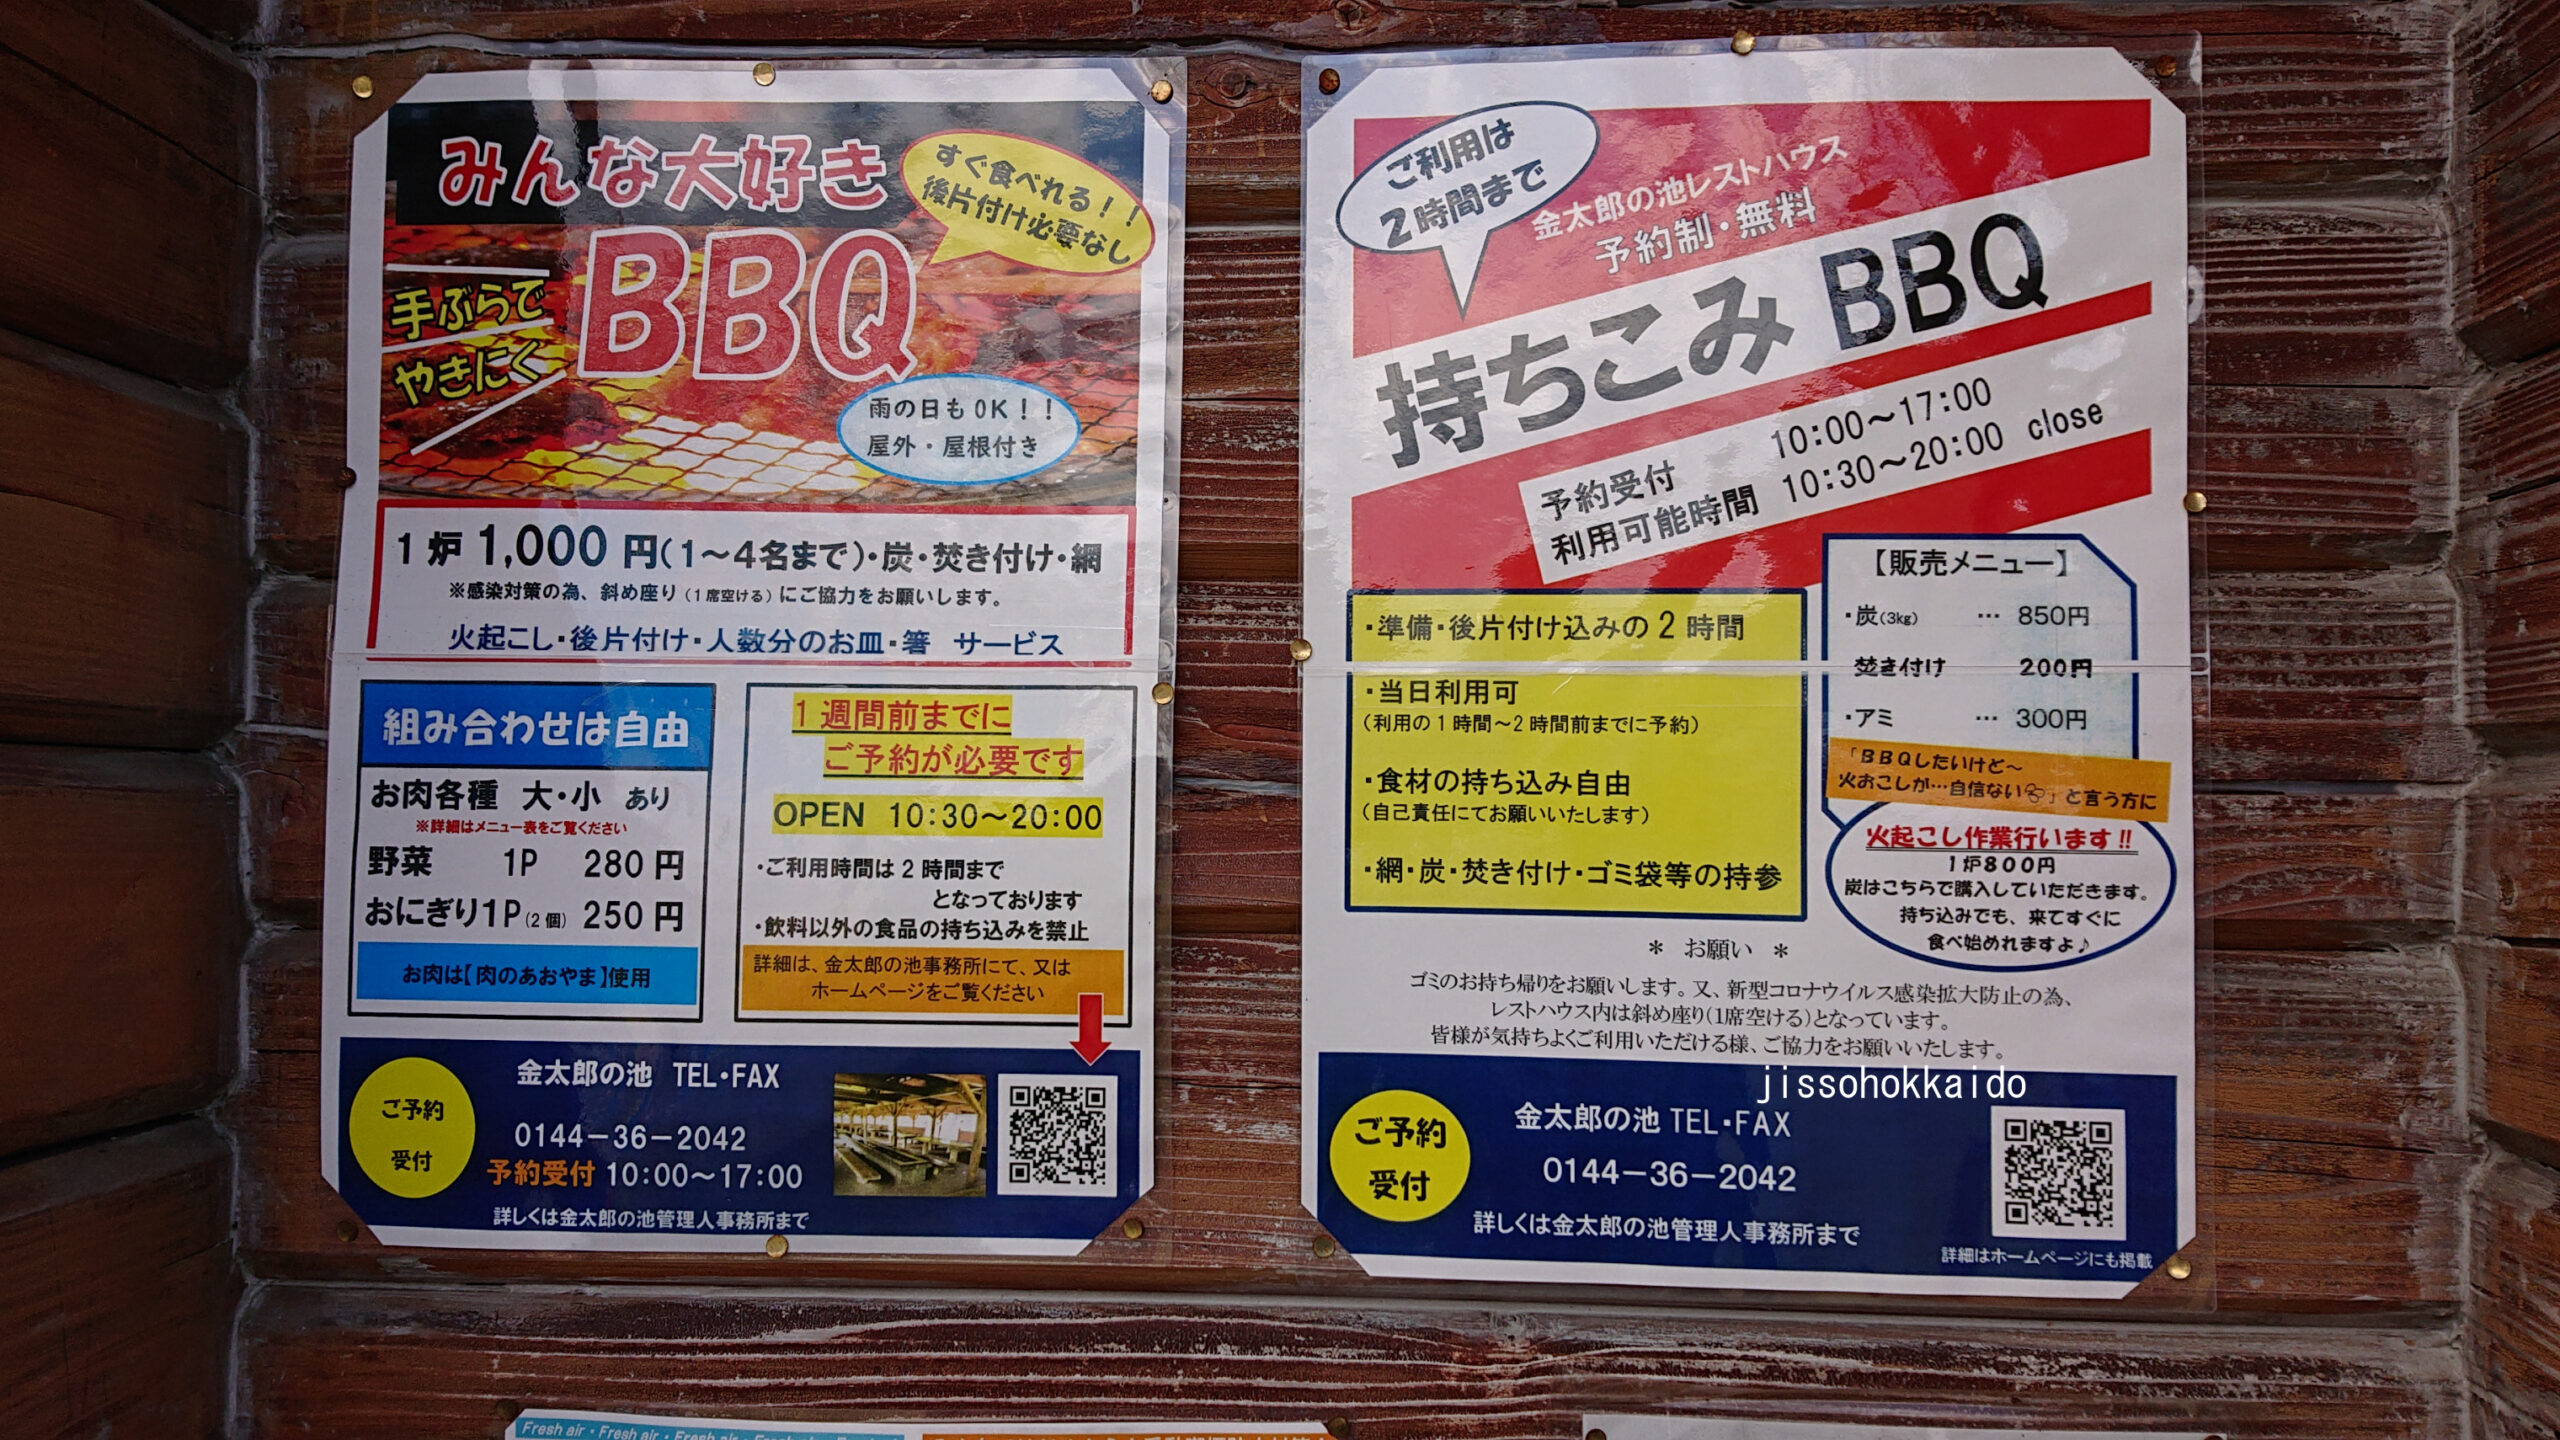 みんな大好き
BBQ
すぐ食べれる！！
後片付け必要なし
手ぶらで
やきにく
雨の日もOK！！
屋外・屋根付き
1炉 1,000円(1～4名まで)・炭・焚き付け・網
※感染対策の為、斜め座り(1席空ける)にご協力をお願いします。
火起こし・後片付け・人数分のお皿・箸 サービス
組み合わせは自由
お肉各種 大・小 あり
※詳細はメニュー表をご覧ください
野菜 1P 280円
おにぎり1P(2個) 250円
お肉は【肉のあおやま】使用
1週間前までに
ご予約が必要です
OPEN 10:30～20:00
・ご利用時間は2時間まで
となっております
・飲料以外の食品の持ち込みを禁止
詳細は、金太郎の池事務所にて、又は
ホームページをご覧ください
ご予約
受付
金太郎の池 TEL・FAX
0144－36－2042
予約受付 10:00～17:00
詳しくは金太郎の池管理人事務所まで
ご利用は
2時間まで
金太郎の池レストハウス
予約制・無料
持ちこみBBQ
予約受付 10:00～17:00
利用可能時間 10:30～20:00 close
・準備・後片付け込みの2時間
・当日利用可
(利用の1時間～2時間前までに予約)
・食材の持ち込み自由
(自己責任にてお願いいたします)
・網・炭・焚き付け・ゴミ袋等の持参
【販売メニュー】
・炭(3kg) … 850円
焚き付け 200円
・アミ … 300円
「BBQしたいけど～
火おこしが…自信ない」と言う方に
火起こし作業行います!!
1炉800円
炭はこちらで購入していただきます。
持ち込みでも、来てすぐに
食べ始めれますよ♪
＊ お願い ＊
ゴミのお持ち帰りをお願いします。又、新型コロナウイルス感染拡大防止の為、
レストハウス内は斜め座り(1席空ける)となっています。
皆様が気持ちよくご利用いただける様、ご協力をお願いいたします。
jissohokkaido
ご予約
受付
金太郎の池 TEL・FAX
0144－36－2042
詳しくは金太郎の池管理人事務所まで
詳細はホームページにも掲載
Fresh air・Fresh air・Fresh air・Fresh air